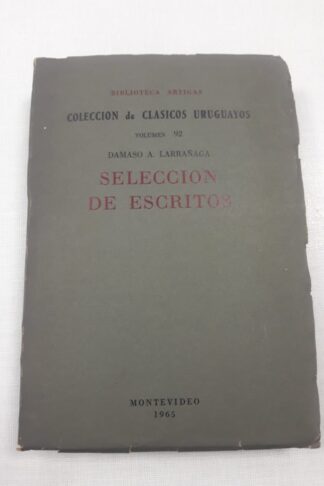 BIBLIOTECA ARTIGAS
COLECCION de CLASICOS URUGUAYOS
VOLUMEN 92
DAMASO A. LARRAÑAGA
SELECCION
DE ESCRITOS
MONTEVIDEO
1965